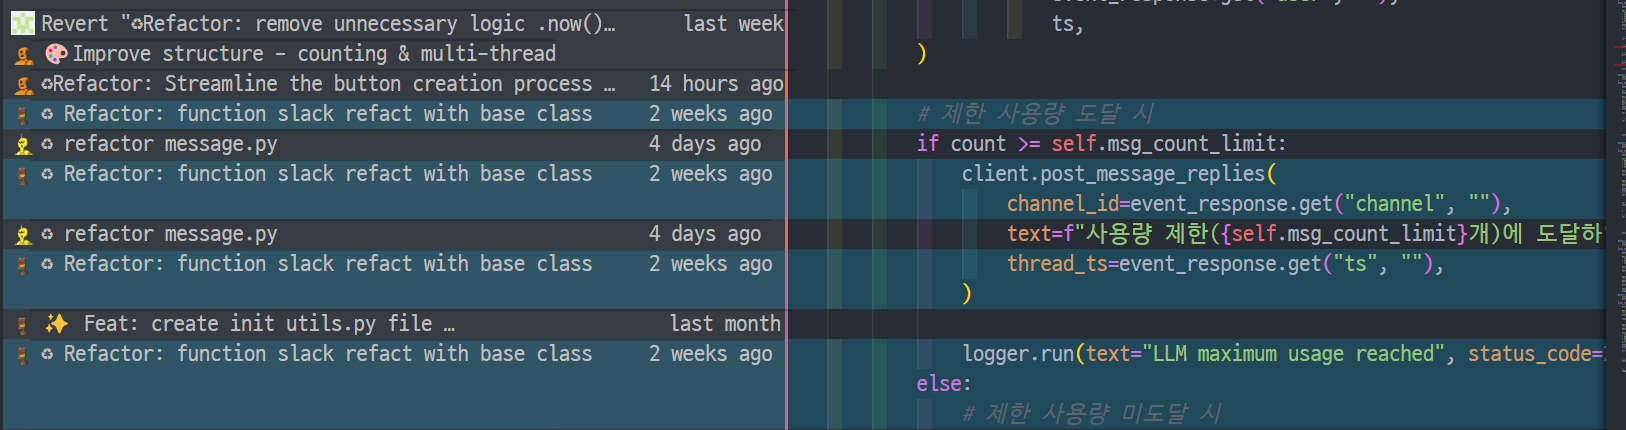 Revert "♻Refactor: remove unnecessary logic .now()… last week
ts,
🎨Improve structure – counting & multi-thread
)
♻Refactor: Streamline the button creation process … 14 hours ago
♻ Refactor: function slack refact with base class 2 weeks ago
# 제한 사용량 도달 시
♻ refactor message.py 4 days ago
if count >= self.msg_count_limit:
♻ Refactor: function slack refact with base class 2 weeks ago
client.post_message_replies(
channel_id=event_response.get("channel", ""),
♻ refactor message.py 4 days ago
text=f"사용량 제한({self.msg_count_limit}개)에 도달하
♻ Refactor: function slack refact with base class 2 weeks ago
thread_ts=event_response.get("ts", ""),
)
✨ Feat: create init utils.py file … last month
♻ Refactor: function slack refact with base class 2 weeks ago
logger.run(text="LLM maximum usage reached", status_code=
else:
# 제한 사용량 미도달 시